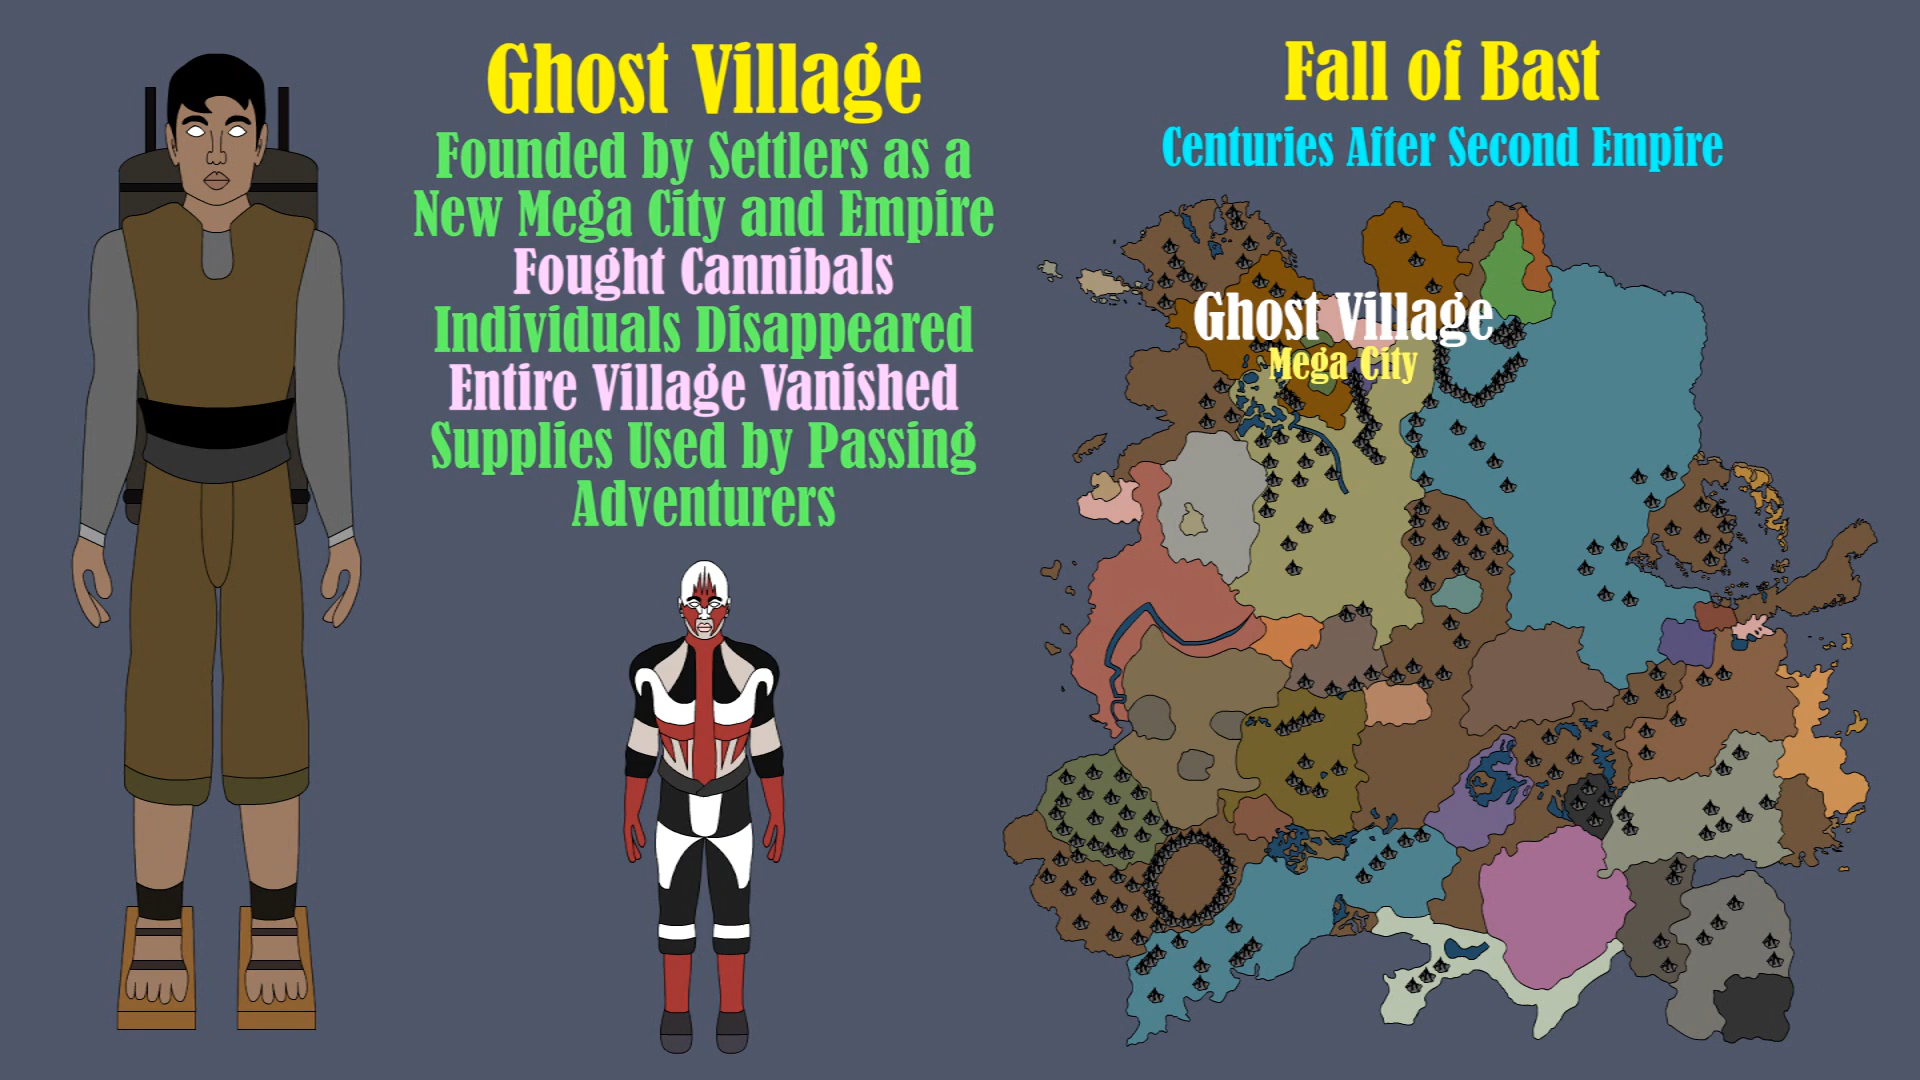 Ghost Village
Founded by Settlers as a
New Mega City and Empire
Fought Cannibals
Individuals Disappeared
Entire Village Vanished
Supplies Used by Passing
Adventurers
Fall of Bast
Centuries After Second Empire
Ghost Village
Mega City